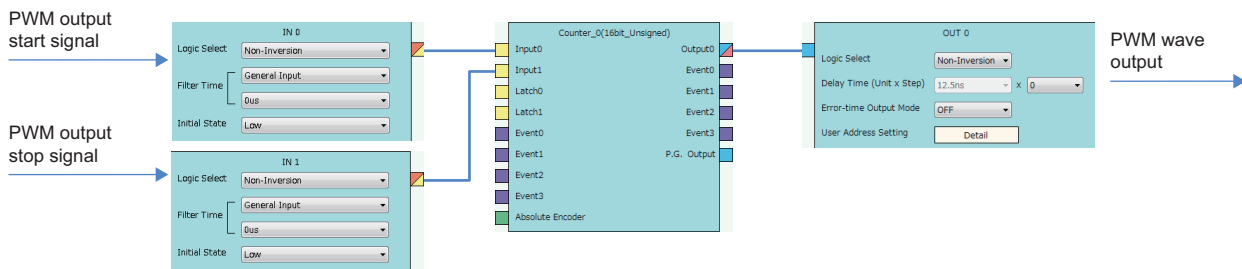 PWM output
start signal
IN 0
Logic Select Non-Inversion
Filter Time General Input
0us
Initial State Low
PWM output
stop signal
IN 1
Logic Select Non-Inversion
Filter Time General Input
0us
Initial State Low
Counter_0(16bit_Unsigned)
Input0 Output0
Input1 Event0
Latch0 Event1
Latch1 Event2
Event0 Event3
Event1 P.G. Output
Event2
Event3
Absolute Encoder
OUT 0
Logic Select Non-Inversion
Delay Time (Unit x Step) 12.5ns x 0
Error-time Output Mode OFF
User Address Setting Detail
PWM wave
output